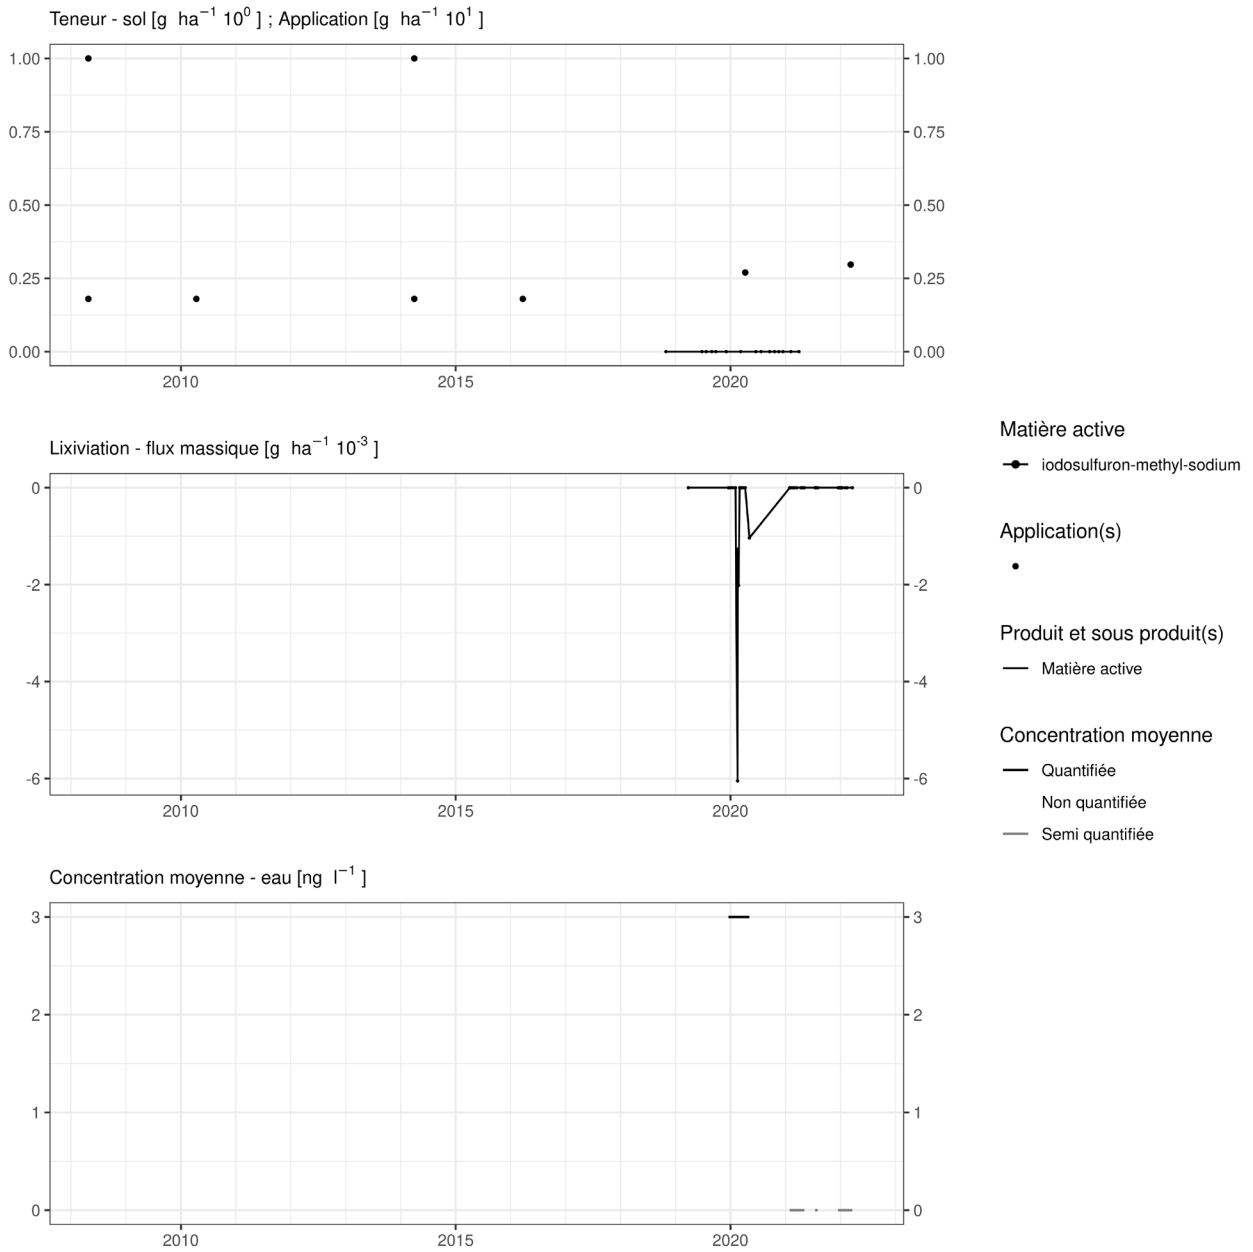 Teneur - sol [g ha−1 100 ] ; Application [g ha−1 101 ]
1.00 1.00
0.75 0.75
0.50 0.50
0.25 0.25
0.00 0.00
2010 2015 2020
Lixiviation - flux massique [g ha−1 10-3 ]
0 0
-2 -2
-4 -4
-6 -6
2010 2015 2020
Concentration moyenne - eau [ng l−1 ]
3 3
2 2
1 1
0 0
2010 2015 2020
Matière active
iodosulfuron-methyl-sodium
Application(s)
Produit et sous produit(s)
Matière active
Concentration moyenne
Quantifiée
Non quantifiée
Semi quantifiée